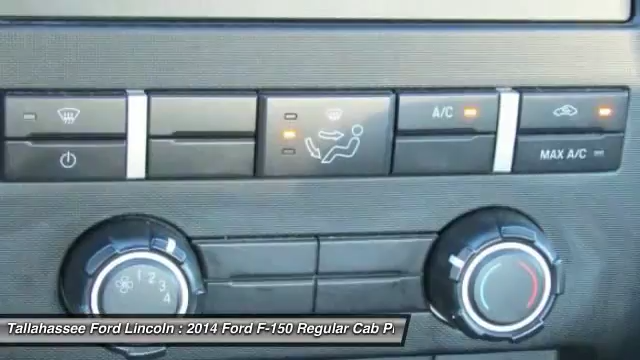 A/C
MAX A/C
1 2 3 4
Tallahassee Ford Lincoln : 2014 Ford F-150 Regular Cab P